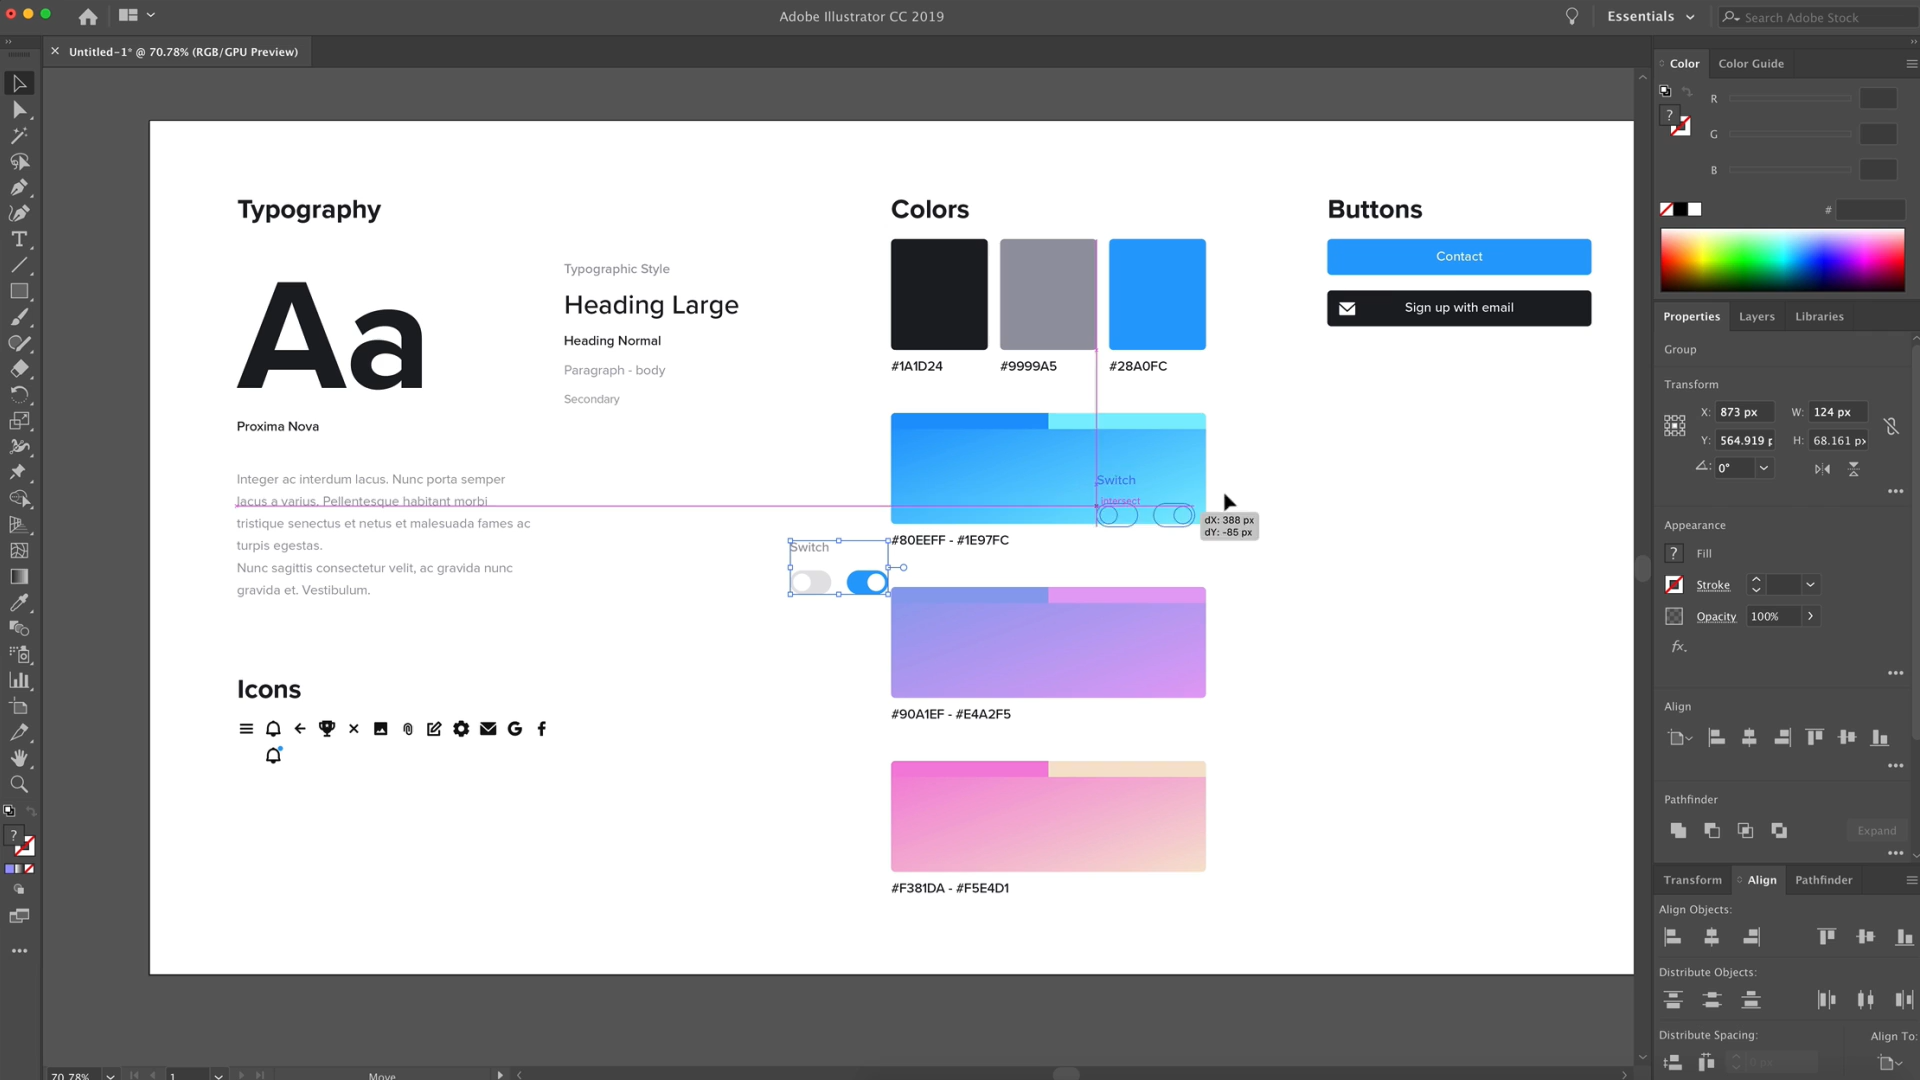 Adobe Illustrator CC 2019
Essentials
Search Adobe Stock
Untitled-1* @ 70.78% (RGB/GPU Preview)
Color
Color Guide
R
G
B
#
Typography
Colors
Buttons
Aa
Typographic Style
Heading Large
Heading Normal
Paragraph - body
Secondary
Proxima Nova
#1A1D24
#9999A5
#28A0FC
Contact
Sign up with email
Integer ac interdum lacus. Nunc porta semper
lacus a varius. Pellentesque habitant morbi
tristique senectus et netus et malesuada fames ac
turpis egestas.
Nunc sagittis consectetur velit, ac gravida nunc
gravida et. Vestibulum.
Switch
intersect
dX: 388 px
dY: -85 px
#80EEFF - #1E97FC
Switch
#90A1EF - #E4A2F5
#F381DA - #F5E4D1
Icons
Properties
Layers
Libraries
Group
Transform
X:
873 px
W:
124 px
Y:
564.919 p
H:
68.161 px
0°
Appearance
?
Fill
Stroke
Opacity
100%
fx.
Align
Pathfinder
Expand
Transform
Align
Pathfinder
Align Objects:
Distribute Objects:
Distribute Spacing:
Align To:
0 px
70.78%
1
Move